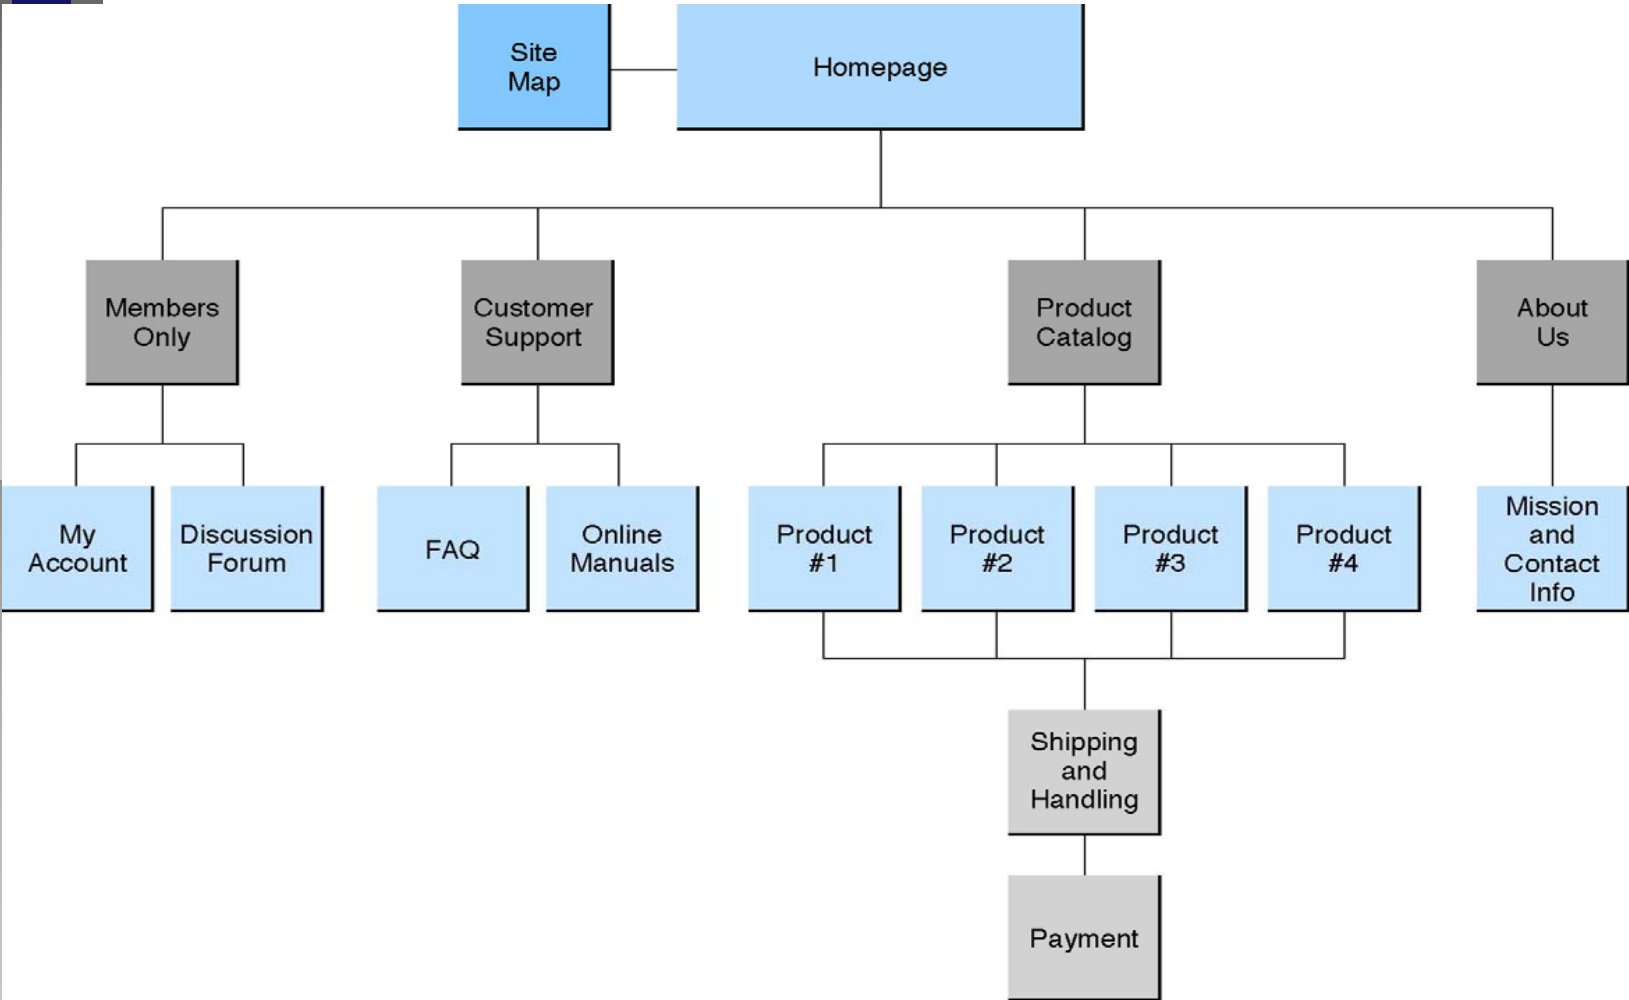 Site
Map
Homepage
Members
Only
Customer
Support
Product
Catalog
About
Us
My
Account
Discussion
Forum
FAQ
Online
Manuals
Product
#1
Product
#2
Product
#3
Product
#4
Mission
and
Contact
Info
Shipping
and
Handling
Payment